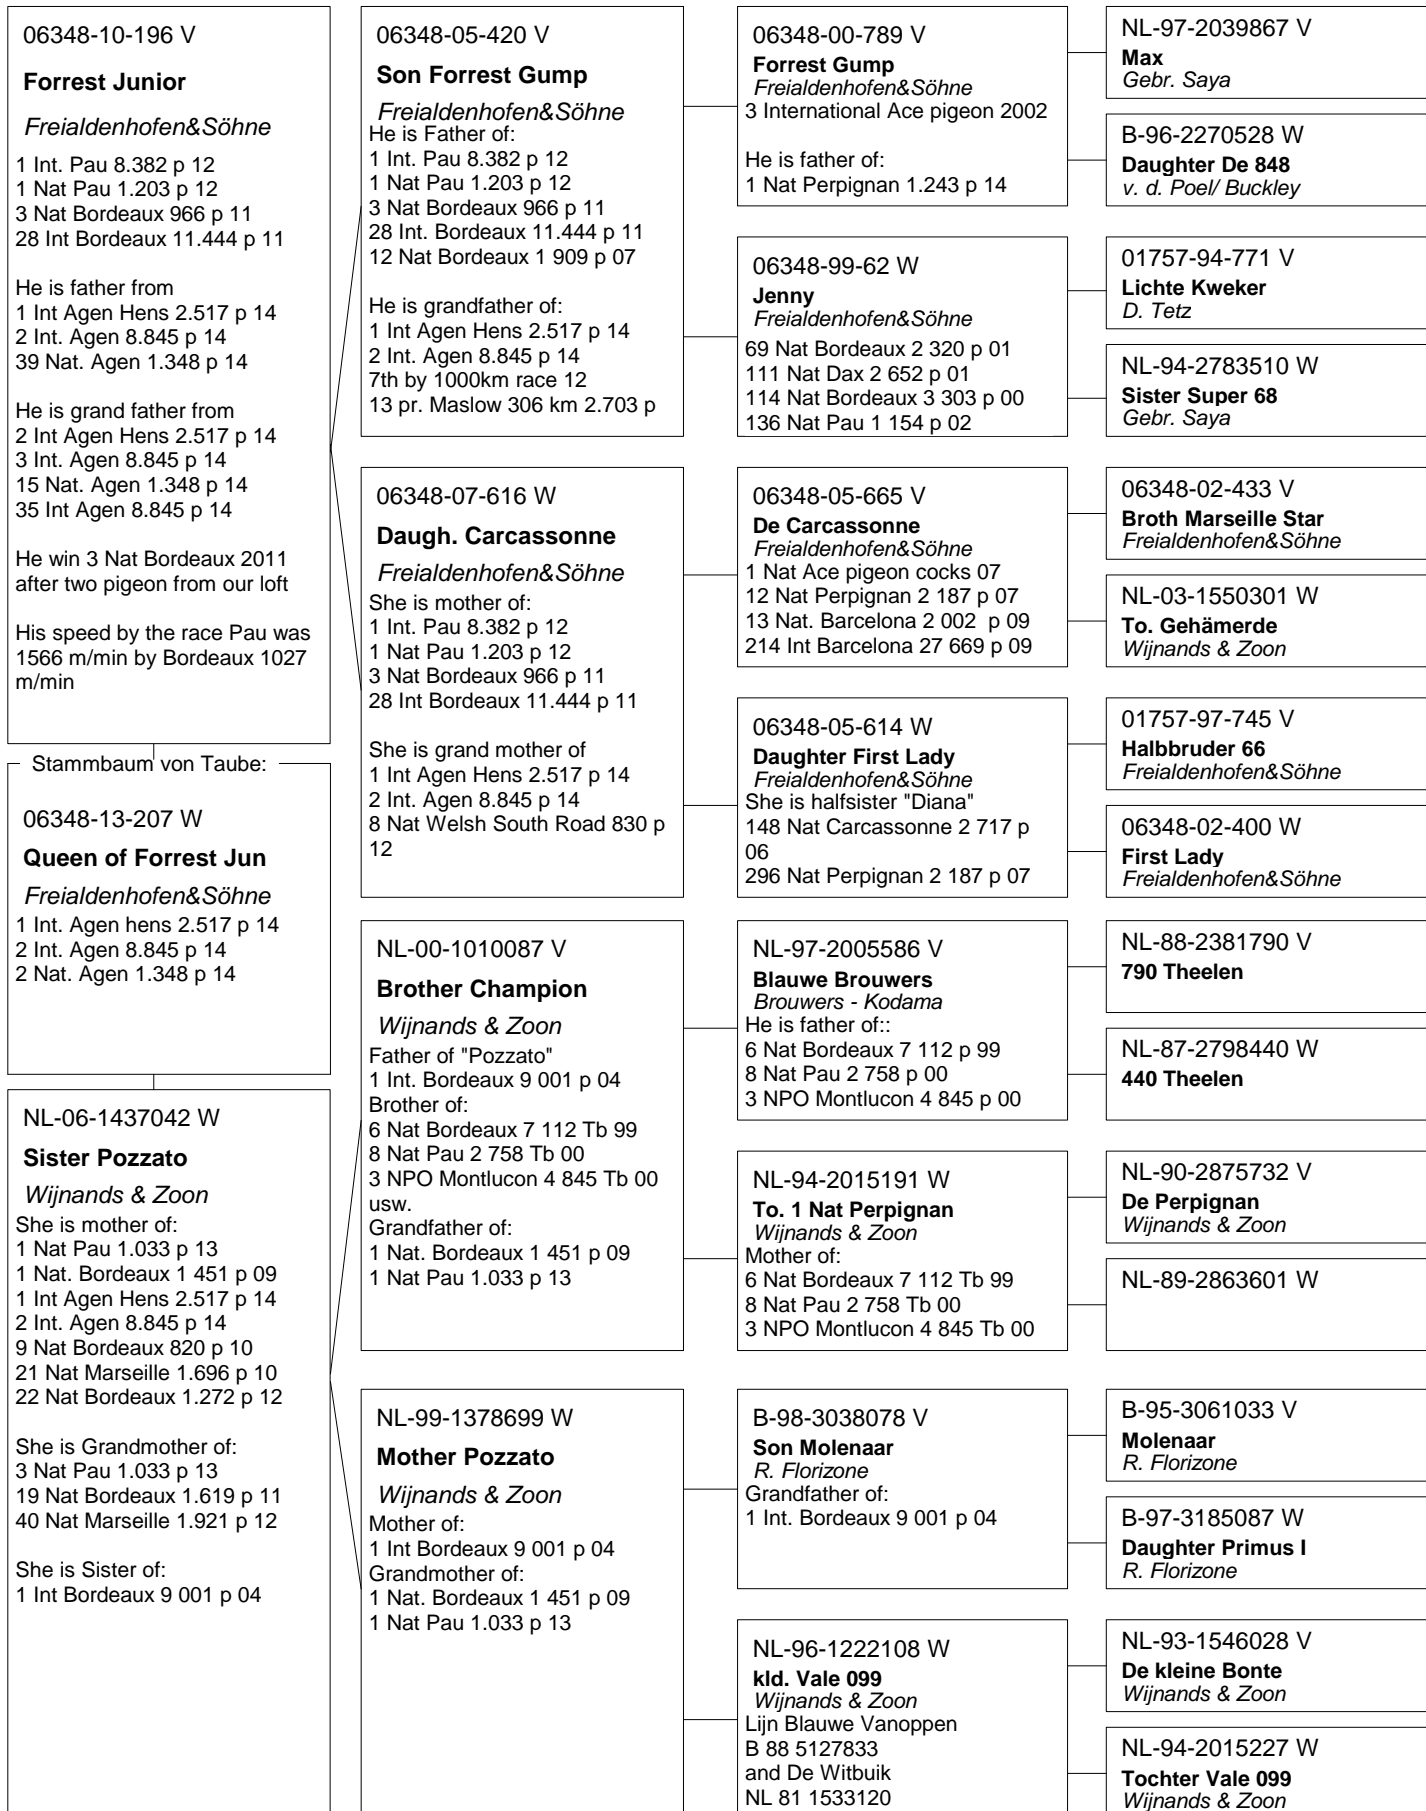 06348-10-196 V
Forrest Junior
Freialdenhofen&Söhne
1 Int. Pau 8.382 p 12
1 Nat Pau 1.203 p 12
3 Nat Bordeaux 966 p 11
28 Int Bordeaux 11.444 p 11
He is father from
1 Int Agen Hens 2.517 p 14
2 Int. Agen 8.845 p 14
39 Nat. Agen 1.348 p 14
He is grand father from
2 Int Agen Hens 2.517 p 14
3 Int. Agen 8.845 p 14
15 Nat. Agen 1.348 p 14
35 Int Agen 8.845 p 14
He win 3 Nat Bordeaux 2011
after two pigeon from our loft
His speed by the race Pau was
1566 m/min by Bordeaux 1027
m/min
Stammbaum von Taube:
06348-13-207 W
Queen of Forrest Jun
Freialdenhofen&Söhne
1 Int. Agen hens 2.517 p 14
2 Int. Agen 8.845 p 14
2 Nat. Agen 1.348 p 14
NL-06-1437042 W
Sister Pozzato
Wijnands & Zoon
She is mother of:
1 Nat Pau 1.033 p 13
1 Nat. Bordeaux 1 451 p 09
1 Int Agen Hens 2.517 p 14
2 Int. Agen 8.845 p 14
9 Nat Bordeaux 820 p 10
21 Nat Marseille 1.696 p 10
22 Nat Bordeaux 1.272 p 12
She is Grandmother of:
3 Nat Pau 1.033 p 13
19 Nat Bordeaux 1.619 p 11
40 Nat Marseille 1.921 p 12
She is Sister of:
1 Int Bordeaux 9 001 p 04
06348-05-420 V
Son Forrest Gump
Freialdenhofen&Söhne
He is Father of:
1 Int. Pau 8.382 p 12
1 Nat Pau 1.203 p 12
3 Nat Bordeaux 966 p 11
28 Int. Bordeaux 11.444 p 11
12 Nat Bordeaux 1 909 p 07
He is grandfather of:
1 Int Agen Hens 2.517 p 14
2 Int. Agen 8.845 p 14
7th by 1000km race 12
13 pr. Maslow 306 km 2.703 p
06348-07-616 W
Daugh. Carcassonne
Freialdenhofen&Söhne
She is mother of:
1 Int. Pau 8.382 p 12
1 Nat Pau 1.203 p 12
3 Nat Bordeaux 966 p 11
28 Int Bordeaux 11.444 p 11
She is grand mother of
1 Int Agen Hens 2.517 p 14
2 Int. Agen 8.845 p 14
8 Nat Welsh South Road 830 p
12
NL-00-1010087 V
Brother Champion
Wijnands & Zoon
Father of "Pozzato"
1 Int. Bordeaux 9 001 p 04
Brother of:
6 Nat Bordeaux 7 112 Tb 99
8 Nat Pau 2 758 Tb 00
3 NPO Montlucon 4 845 Tb 00
usw.
Grandfather of:
1 Nat. Bordeaux 1 451 p 09
1 Nat Pau 1.033 p 13
NL-99-1378699 W
Mother Pozzato
Wijnands & Zoon
Mother of:
1 Int Bordeaux 9 001 p 04
Grandmother of:
1 Nat. Bordeaux 1 451 p 09
1 Nat Pau 1.033 p 13
06348-00-789 V
Forrest Gump
Freialdenhofen&Söhne
3 International Ace pigeon 2002
He is father of:
1 Nat Perpignan 1.243 p 14
06348-99-62 W
Jenny
Freialdenhofen&Söhne
69 Nat Bordeaux 2 320 p 01
111 Nat Dax 2 652 p 01
114 Nat Bordeaux 3 303 p 00
136 Nat Pau 1 154 p 02
06348-05-665 V
De Carcassonne
Freialdenhofen&Söhne
1 Nat Ace pigeon cocks 07
12 Nat Perpignan 2 187 p 07
13 Nat. Barcelona 2 002 p 09
214 Int Barcelona 27 669 p 09
06348-05-614 W
Daughter First Lady
Freialdenhofen&Söhne
She is halfsister "Diana"
148 Nat Carcassonne 2 717 p
06
296 Nat Perpignan 2 187 p 07
NL-97-2005586 V
Blauwe Brouwers
Brouwers - Kodama
He is father of::
6 Nat Bordeaux 7 112 p 99
8 Nat Pau 2 758 p 00
3 NPO Montlucon 4 845 p 00
NL-94-2015191 W
To. 1 Nat Perpignan
Wijnands & Zoon
Mother of:
6 Nat Bordeaux 7 112 Tb 99
8 Nat Pau 2 758 Tb 00
3 NPO Montlucon 4 845 Tb 00
B-98-3038078 V
Son Molenaar
R. Florizone
Grandfather of:
1 Int. Bordeaux 9 001 p 04
NL-96-1222108 W
kld. Vale 099
Wijnands & Zoon
Lijn Blauwe Vanoppen
B 88 5127833
and De Witbuik
NL 81 1533120
NL-97-2039867 V
Max
Gebr. Saya
B-96-2270528 W
Daughter De 848
v. d. Poel/ Buckley
01757-94-771 V
Lichte Kweker
D. Tetz
NL-94-2783510 W
Sister Super 68
Gebr. Saya
06348-02-433 V
Broth Marseille Star
Freialdenhofen&Söhne
NL-03-1550301 W
To. Gehämerde
Wijnands & Zoon
01757-97-745 V
Halbbruder 66
Freialdenhofen&Söhne
06348-02-400 W
First Lady
Freialdenhofen&Söhne
NL-88-2381790 V
790 Theelen
NL-87-2798440 W
440 Theelen
NL-90-2875732 V
De Perpignan
Wijnands & Zoon
NL-89-2863601 W
B-95-3061033 V
Molenaar
R. Florizone
B-97-3185087 W
Daughter Primus I
R. Florizone
NL-93-1546028 V
De kleine Bonte
Wijnands & Zoon
NL-94-2015227 W
Tochter Vale 099
Wijnands & Zoon